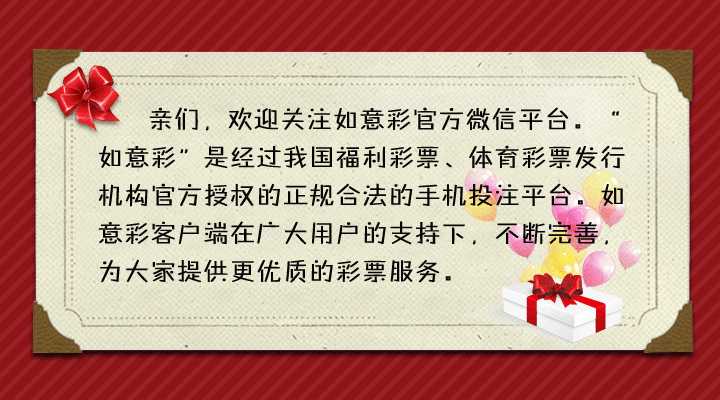 亲们，欢迎关注如意彩官方微信平台。“
如意彩”是经过我国福利彩票、体育彩票发行
机构官方授权的正规合法的手机投注平台。如
意彩客户端在广大用户的支持下，不断完善，
为大家提供更优质的彩票服务。